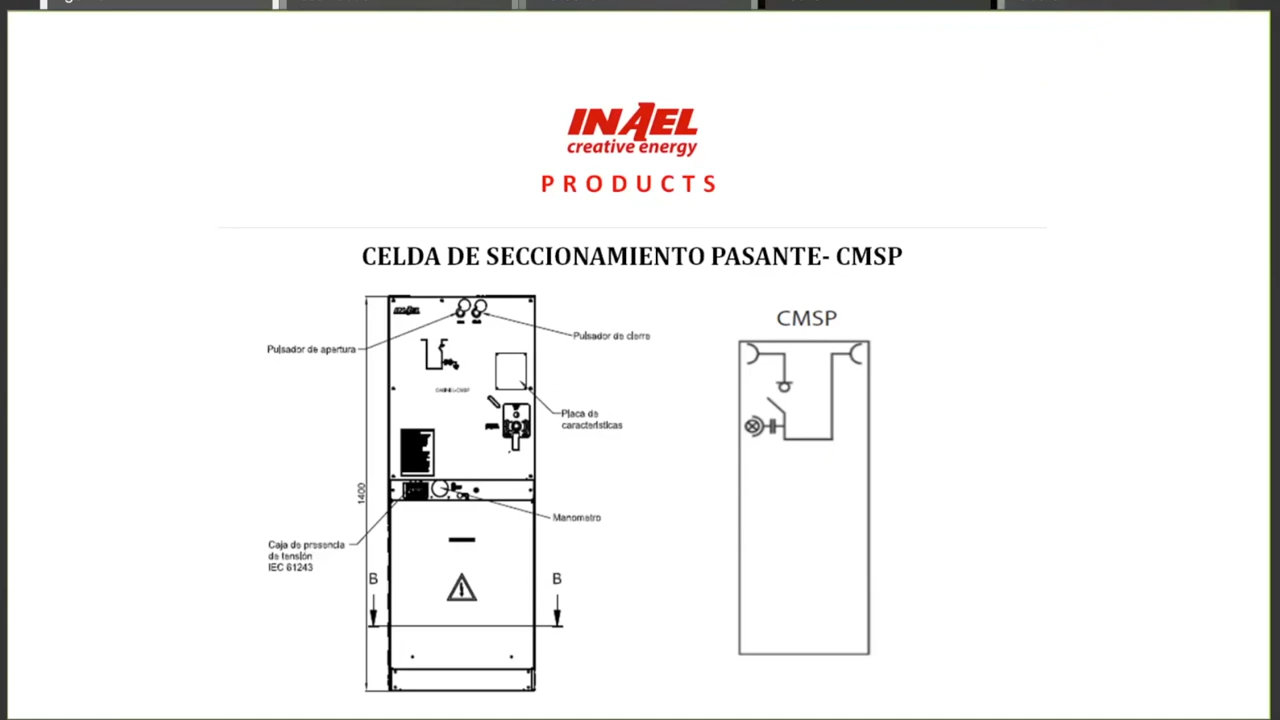 INAEL
creative energy
PRODUCTS
CELDA DE SECCIONAMIENTO PASANTE- CMSP
INAEL
Pulsador de apertura
Pulsador de cierre
CMSP
Placa de
características
1400
Manometro
Caja de presencia
de tensión
IEC 61243
B
B